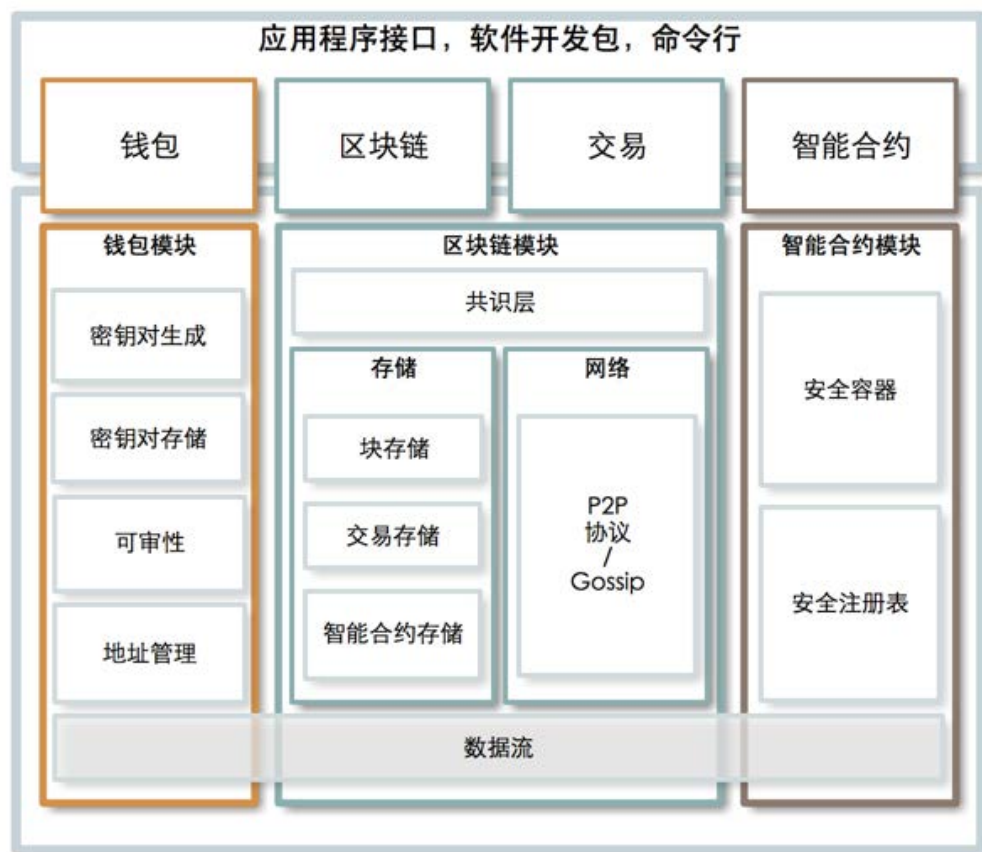 应用程序接口，软件开发包，命令行
钱包
区块链
交易
智能合约
钱包模块
密钥对生成
密钥对存储
可审性
地址管理
区块链模块
共识层
存储
块存储
交易存储
智能合约存储
网络
P2P
协议
/
Gossip
智能合约模块
安全容器
安全注册表
数据流